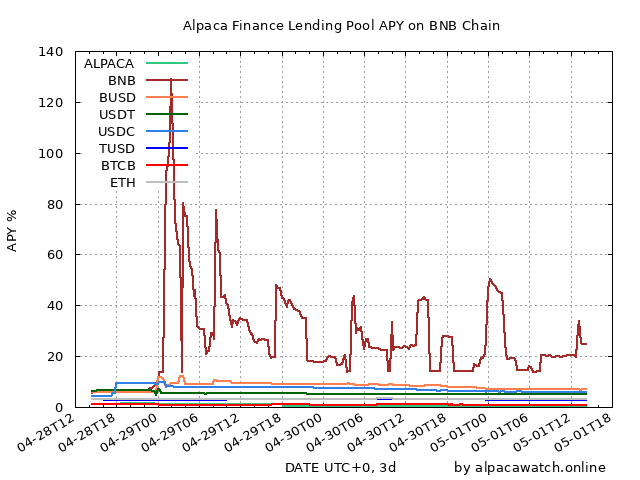 Alpaca Finance Lending Pool APY on BNB Chain
140
120
100
80
60
40
20
0
APY %
ALPACA
BNB
BUSD
USDT
USDC
TUSD
BTCB
ETH
04-28T12
04-28T18
04-29T00
04-29T06
04-29T12
04-29T18
04-30T00
04-30T06
04-30T12
04-30T18
05-01T00
05-01T06
05-01T12
05-01T18
DATE UTC+0, 3d
by alpacawatch.online